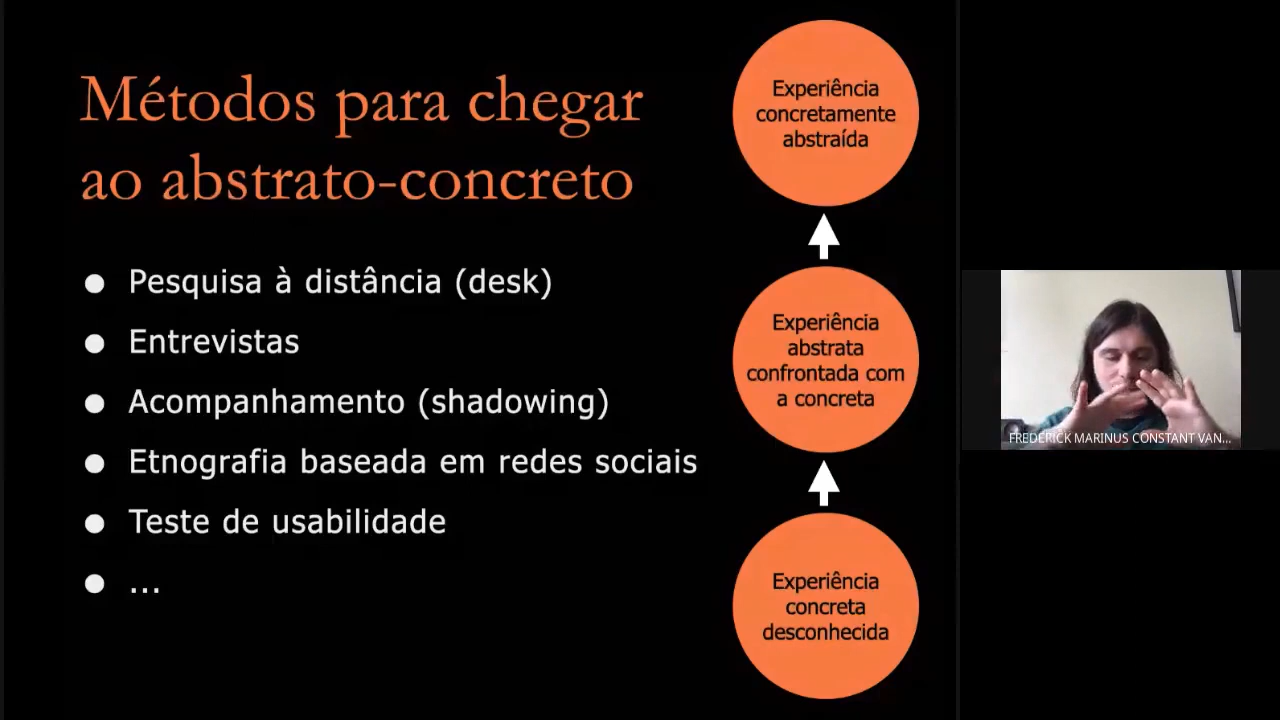 Métodos para chegar
ao abstrato-concreto
● Pesquisa à distância (desk)
● Entrevistas
● Acompanhamento (shadowing)
● Etnografia baseada em redes sociais
● Teste de usabilidade
● ...
Experiência
concretamente
abstraída
Experiência
abstrata
confrontada com
a concreta
Experiência
concreta
desconhecida
FREDERICK MARINUS CONSTANT VAN...